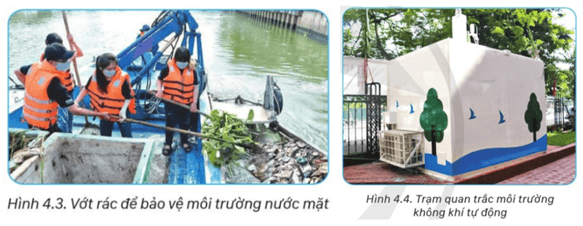 Hình 4.3. Vớt rác để bảo vệ môi trường nước mặt
Hình 4.4. Trạm quan trắc môi trường
không khí tự động